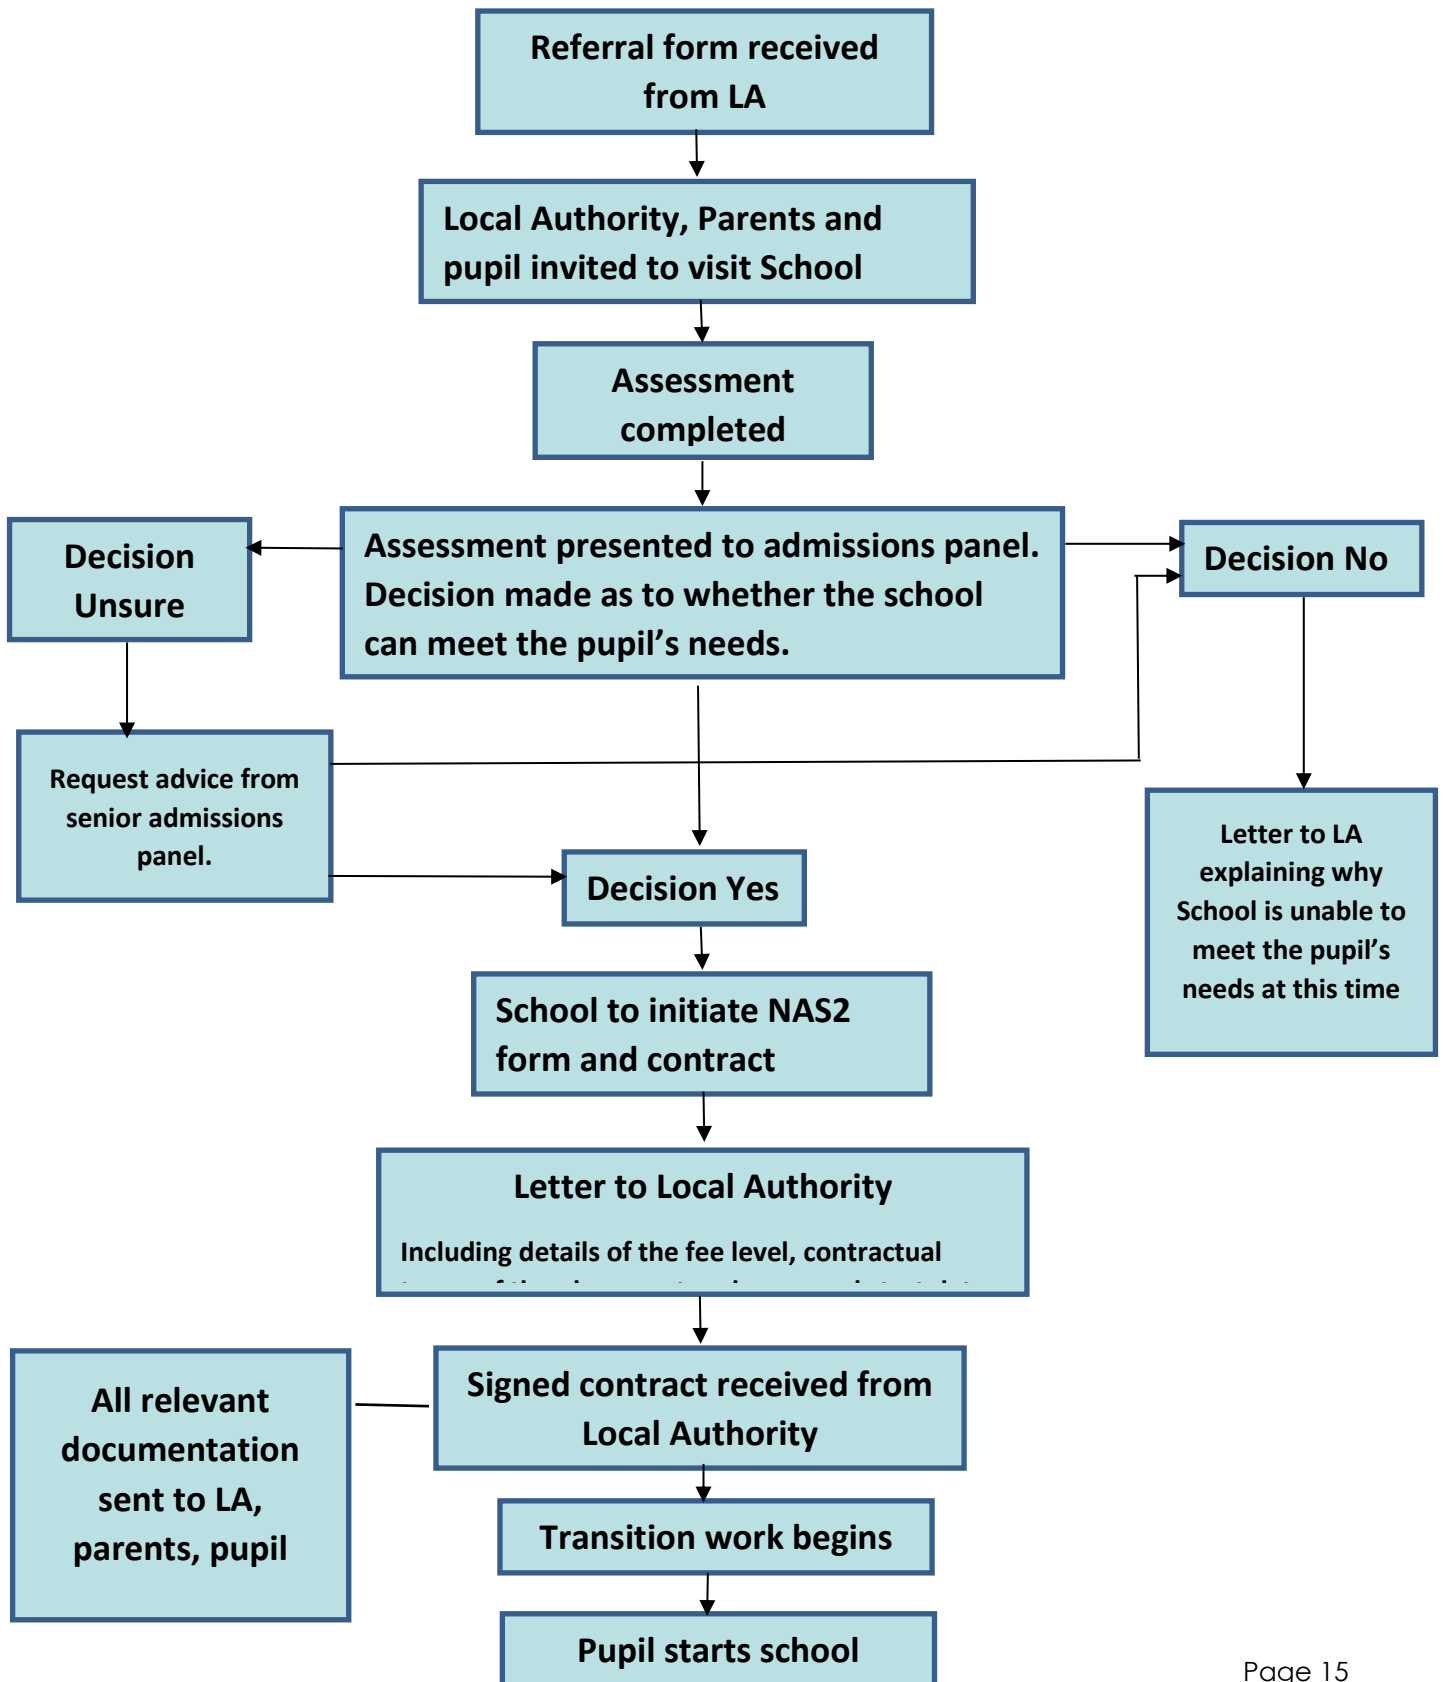 Referral form received
from LA
Local Authority, Parents and
pupil invited to visit School
Assessment
completed
Decision
Unsure
Assessment presented to admissions panel.
Decision made as to whether the school
can meet the pupil’s needs.
Decision No
Request advice from
senior admissions
panel.
Decision Yes
Letter to LA
explaining why
School is unable to
meet the pupil’s
needs at this time
School to initiate NAS2
form and contract
Letter to Local Authority
Including details of the fee level, contractual
All relevant
documentation
sent to LA,
parents, pupil
Signed contract received from
Local Authority
Transition work begins
Pupil starts school
Page 15